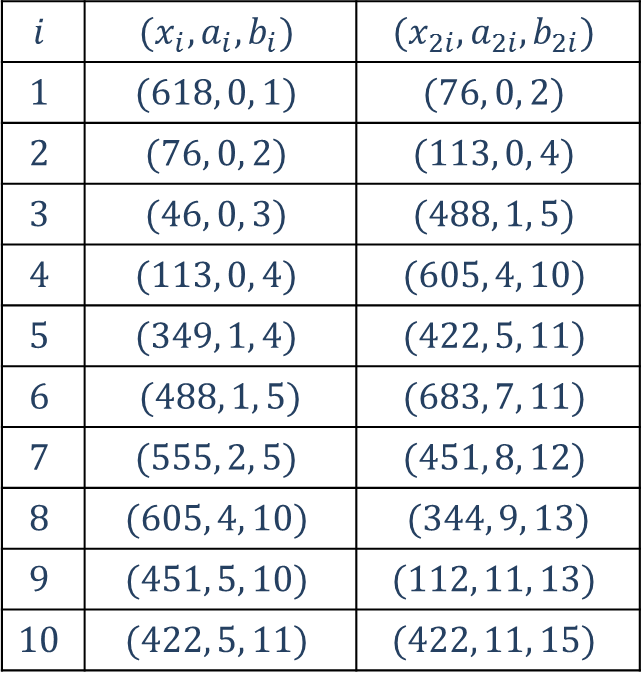 i (x_i, a_i, b_i) (x_{2i}, a_{2i}, b_{2i})
1 (618, 0, 1) (76, 0, 2)
2 (76, 0, 2) (113, 0, 4)
3 (46, 0, 3) (488, 1, 5)
4 (113, 0, 4) (605, 4, 10)
5 (349, 1, 4) (422, 5, 11)
6 (488, 1, 5) (683, 7, 11)
7 (555, 2, 5) (451, 8, 12)
8 (605, 4, 10) (344, 9, 13)
9 (451, 5, 10) (112, 11, 13)
10 (422, 5, 11) (422, 11, 15)